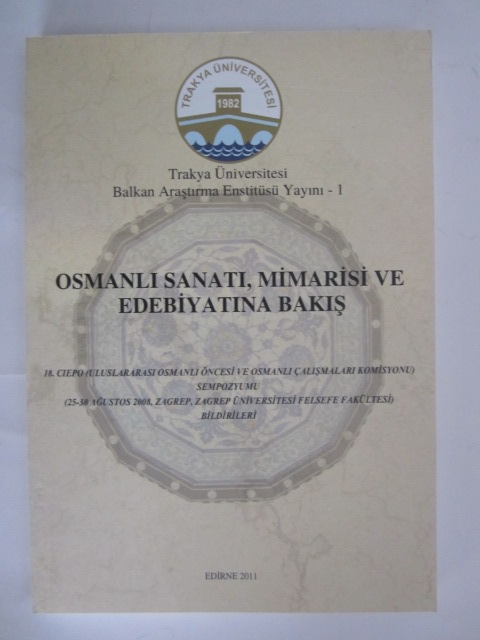 TRAKYA ÜNİVERSİTESİ
1982
Trakya Üniversitesi
Balkan Araştırma Enstitüsü Yayını - 1
OSMANLI SANATI, MİMARİSİ VE
EDEBİYATINA BAKIŞ
18. CIEPO (ULUSLARARASI OSMANLI ÖNCESİ VE OSMANLI ÇALIŞMALARI KOMİSYONU)
SEMPOZYUMU
(25-30 AĞUSTOS 2008, ZAGREP, ZAGREP ÜNİVERSİTESİ FELSEFE FAKÜLTESİ)
BİLDİRİLERİ
EDİRNE 2011